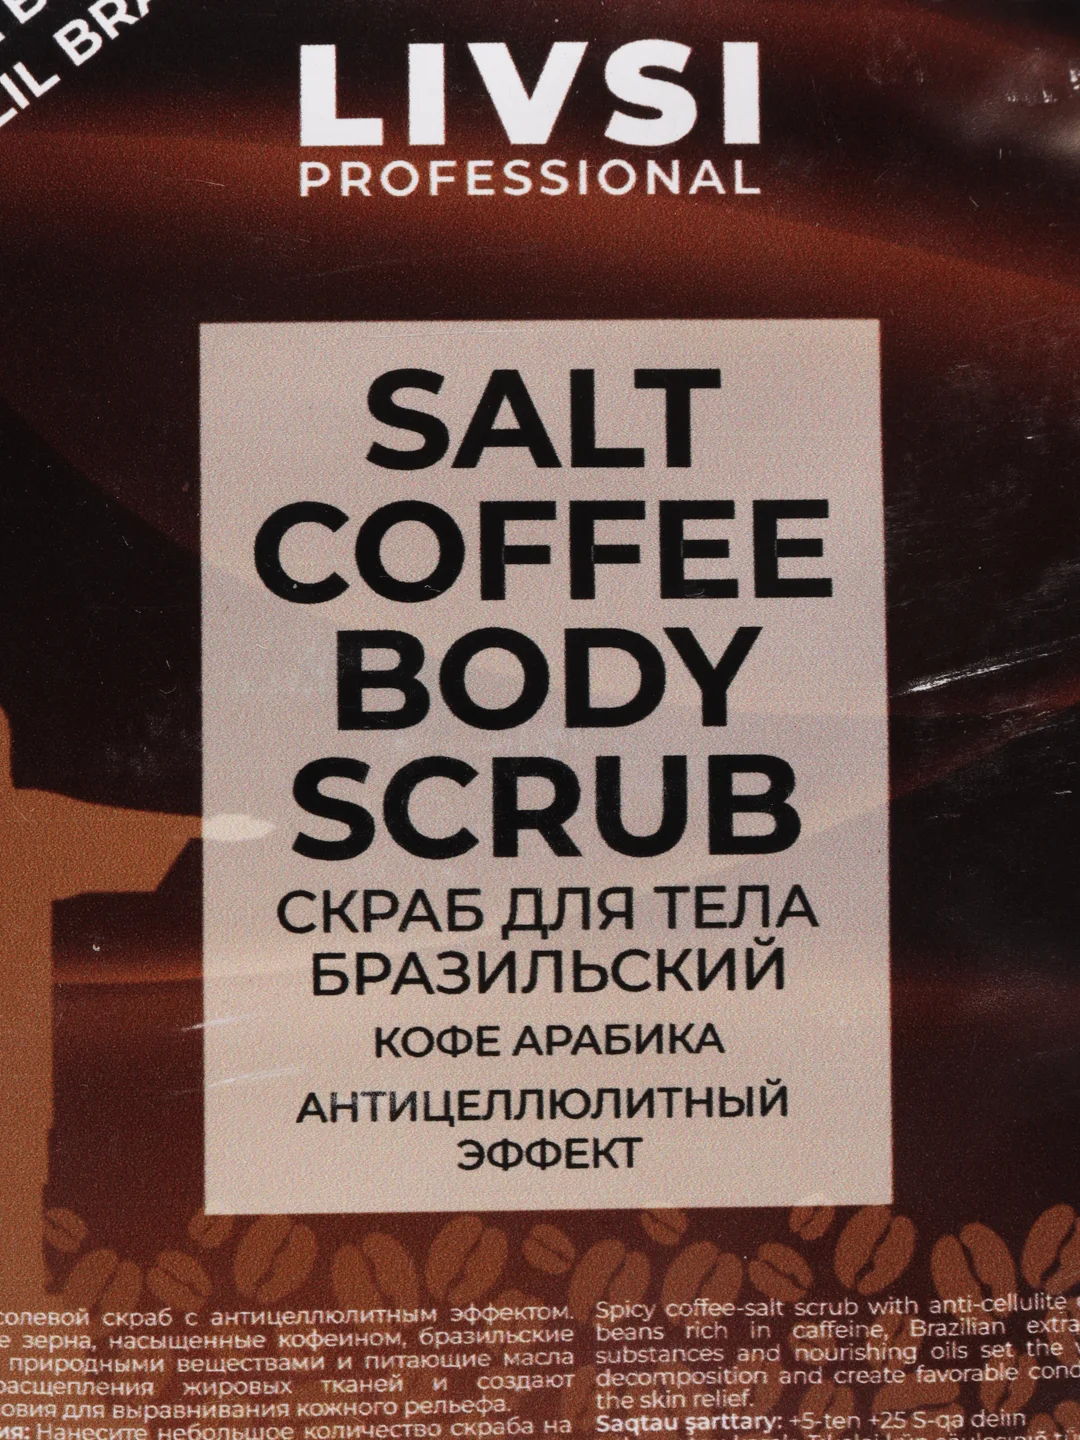 LIVSI
PROFESSIONAL
SALT
COFFEE
BODY
SCRUB
СКРАБ ДЛЯ ТЕЛА
БРАЗИЛЬСКИЙ
КОФЕ АРАБИКА
АНТИЦЕЛЛЮЛИТНЫЙ
ЭФФЕКТ
солевой скраб с антицеллюлитным эффектом.
зерна, насыщенные кофеином, бразильские
природными веществами и питающие масла
расщепления жировых тканей и создают
для выравнивания кожного рельефа.
Нанесите небольшое количество скраба на
Spicy coffee-salt scrub with anti-cellulite
beans rich in caffeine, Brazilian
substances and nourishing oils set the
decomposition and create favorable
the skin relief.
Saqtau şarttary: +5-ten +25 S-qa deiın